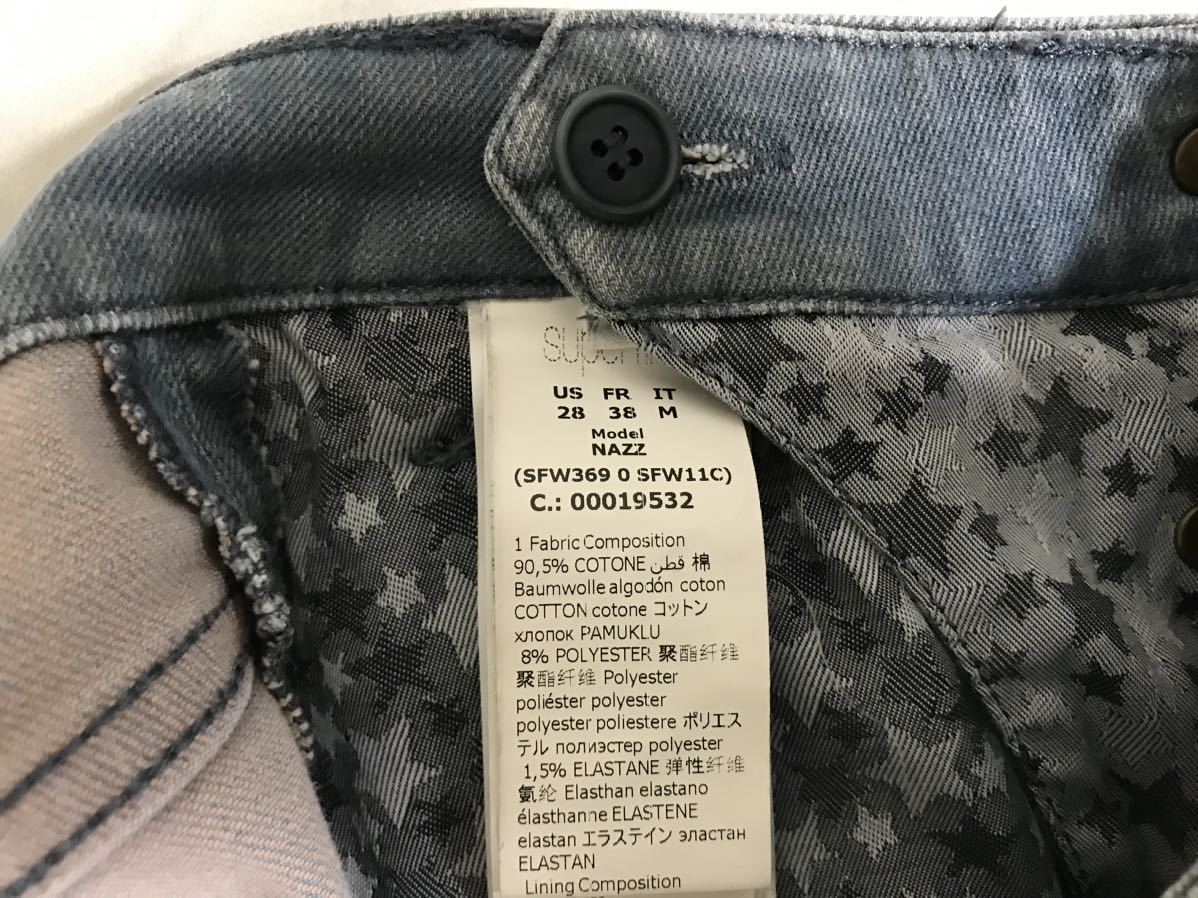 US FR IT
28 38 M
Model
NAZZ
(SFW369 0 SFW11C)
C.: 00019532
1 Fabric Composition
90,5% COTONE قطن 棉
Baumwolle algodón coton
COTTON cotone コットン
хлопок PAMUKLU
8% POLYESTER 聚酯纤维
聚酯纤维 Polyester
poliéster polyester
polyester poliestere ポリエス
テル полиэстер polyester
1,5% ELASTANE 弹性纤维
氨纶 Elasthan elastano
élasthanne ELASTENE
elastan エラステイン эластан
ELASTAN
Lining Composition